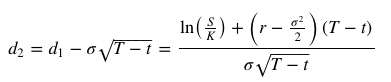 $d_2 = d_1 - \sigma\sqrt{T-t} = \frac{\ln\left(\frac{S}{K}\right) + \left(r - \frac{\sigma^2}{2}\right)(T-t)}{\sigma\sqrt{T-t}}$